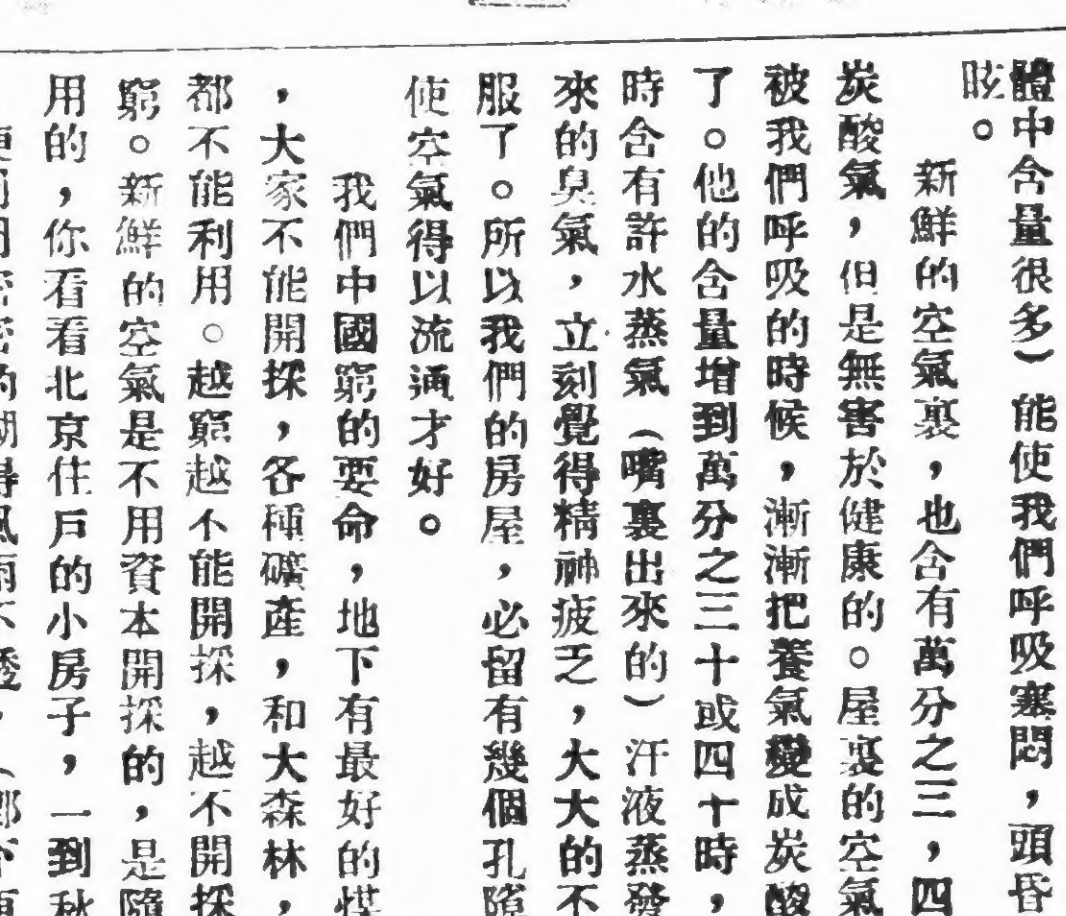 體中含量很多）能使我們呼吸塞悶，頭昏
眩。
新鮮的空氣裏，也含有萬分之三，四
炭酸氣，但是無害於健康的。屋裏的空氣
被我們呼吸的時候，漸漸把養氣變成炭酸
了。他的含量增到萬分之三十或四十時，
時含有許水蒸氣（嘴裏出來的）汗液蒸發
來的臭氣，立刻覺得精神疲乏，大大的不
服了。所以我們的房屋，必留有幾個孔隙
使空氣得以流通才好。
我們中國窮的要命，地下有最好的煤
，大家不能開採，各種礦產，和大森林，
都不能利用。越窮越不能開採，越不開採
窮。新鮮的空氣是不用資本開採的，是隨
用的，你看看北京住戶的小房子，一到秋